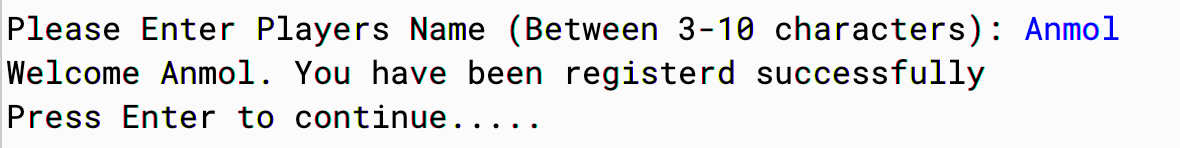 Please Enter Players Name (Between 3-10 characters): Anmol
Welcome Anmol. You have been registerd successfully
Press Enter to continue.....